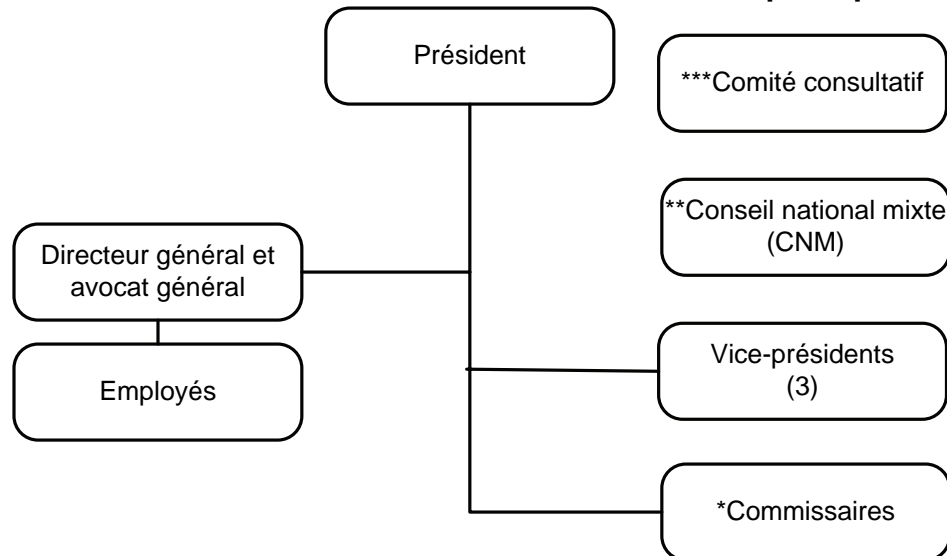 Président
***Comité consultatif
**Conseil national mixte
(CNM)
Directeur général et
avocat général
Employés
Vice-présidents
(3)
*Commissaires